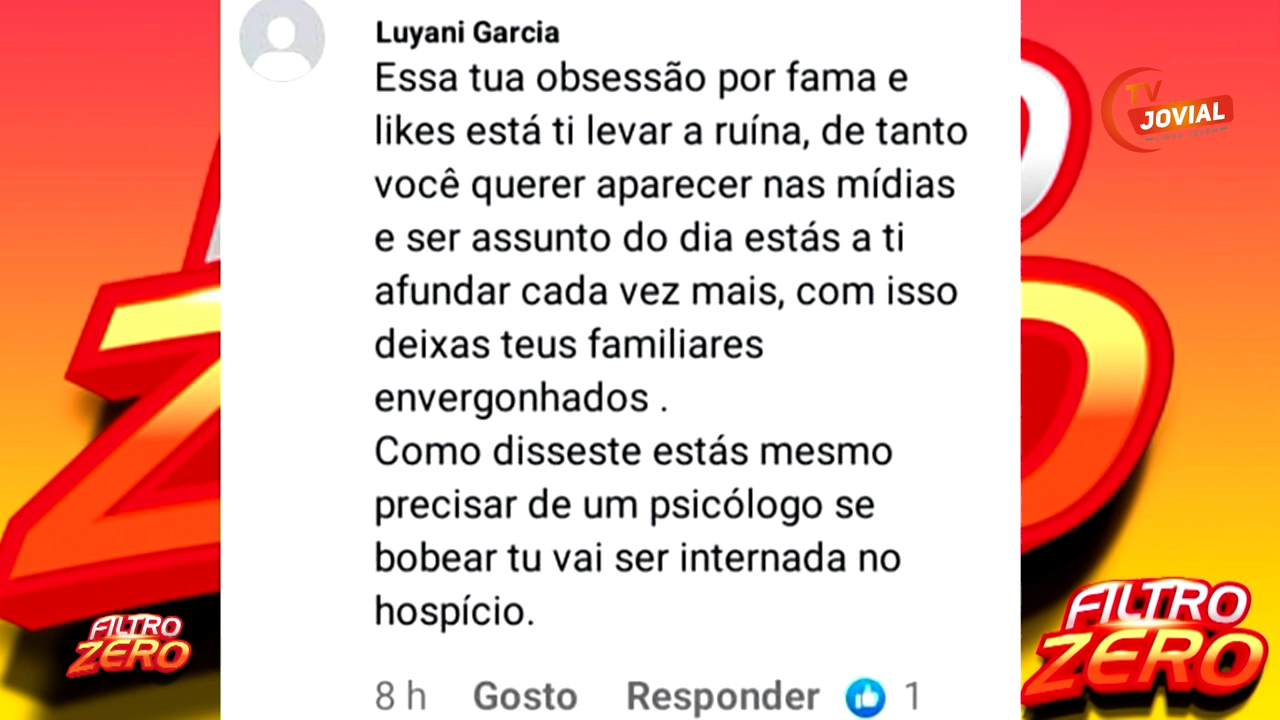 Luyani Garcia
Essa tua obsessão por fama e
likes está ti levar a ruína, de tanto
você querer aparecer nas mídias
e ser assunto do dia estás a ti
afundar cada vez mais, com isso
deixas teus familiares
envergonhados .
Como disseste estás mesmo
precisar de um psicólogo se
bobear tu vai ser internada no
hospício.
8 h Gosto Responder 1
TV
JOVIAL
FILTRO
ZERO
FILTRO
ZERO